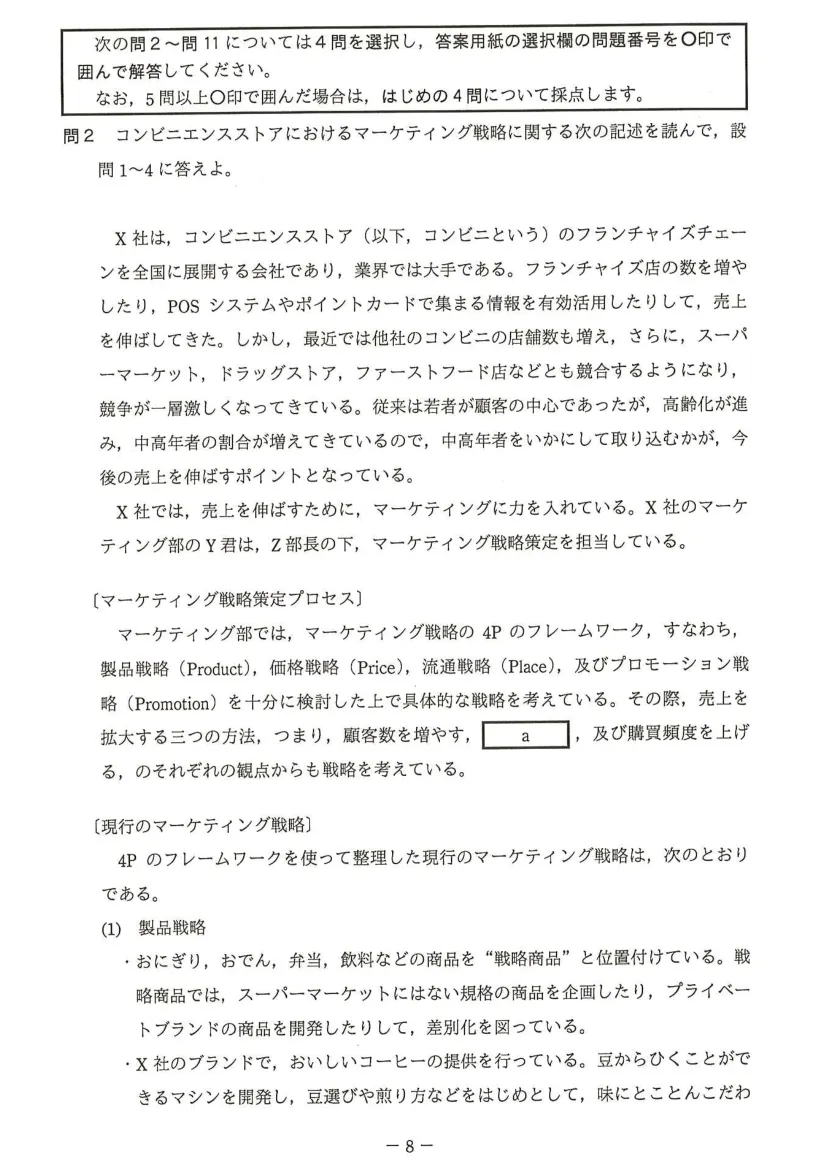 次の問2～問11については4問を選択し，答案用紙の選択欄の問題番号を○印で
囲んで解答してください。
なお，5問以上○印で囲んだ場合は，はじめの4問について採点します。
問2　コンビニエンスストアにおけるマーケティング戦略に関する次の記述を読んで，設
問1～4に答えよ。
X社は，コンビニエンスストア（以下，コンビニという）のフランチャイズチェー
ンを全国に展開する会社であり，業界では大手である。フランチャイズ店の数を増や
したり，POSシステムやポイントカードで集まる情報を有効活用したりして，売上
を伸ばしてきた。しかし，最近では他社のコンビニの店舗数も増え，さらに，スーパ
ーマーケット，ドラッグストア，ファーストフード店などとも競合するようになり，
競争が一層激しくなってきている。従来は若者が顧客の中心であったが，高齢化が進
み，中高年者の割合が増えてきているので，中高年者をいかにして取り込むかが，今
後の売上を伸ばすポイントとなっている。
X社では，売上を伸ばすために，マーケティングに力を入れている。X社のマーケ
ティング部のY君は，Z部長の下，マーケティング戦略策定を担当している。
〔マーケティング戦略策定プロセス〕
マーケティング部では，マーケティング戦略の4Pのフレームワーク，すなわち，
製品戦略（Product），価格戦略（Price），流通戦略（Place），及びプロモーション戦
略（Promotion）を十分に検討した上で具体的な戦略を考えている。その際，売上を
拡大する三つの方法，つまり，顧客数を増やす，　a　，及び購買頻度を上げ
る，のそれぞれの観点からも戦略を考えている。
〔現行のマーケティング戦略〕
4Pのフレームワークを使って整理した現行のマーケティング戦略は，次のとおり
である。
(1)　製品戦略
・おにぎり，おでん，弁当，飲料などの商品を“戦略商品”と位置付けている。戦
略商品では，スーパーマーケットにはない規格の商品を企画したり，プライベー
トブランドの商品を開発したりして，差別化を図っている。
・X社のブランドで，おいしいコーヒーの提供を行っている。豆からひくことがで
きるマシンを開発し，豆選びや煎り方などをはじめとして，味にとことんこだわ
－8－